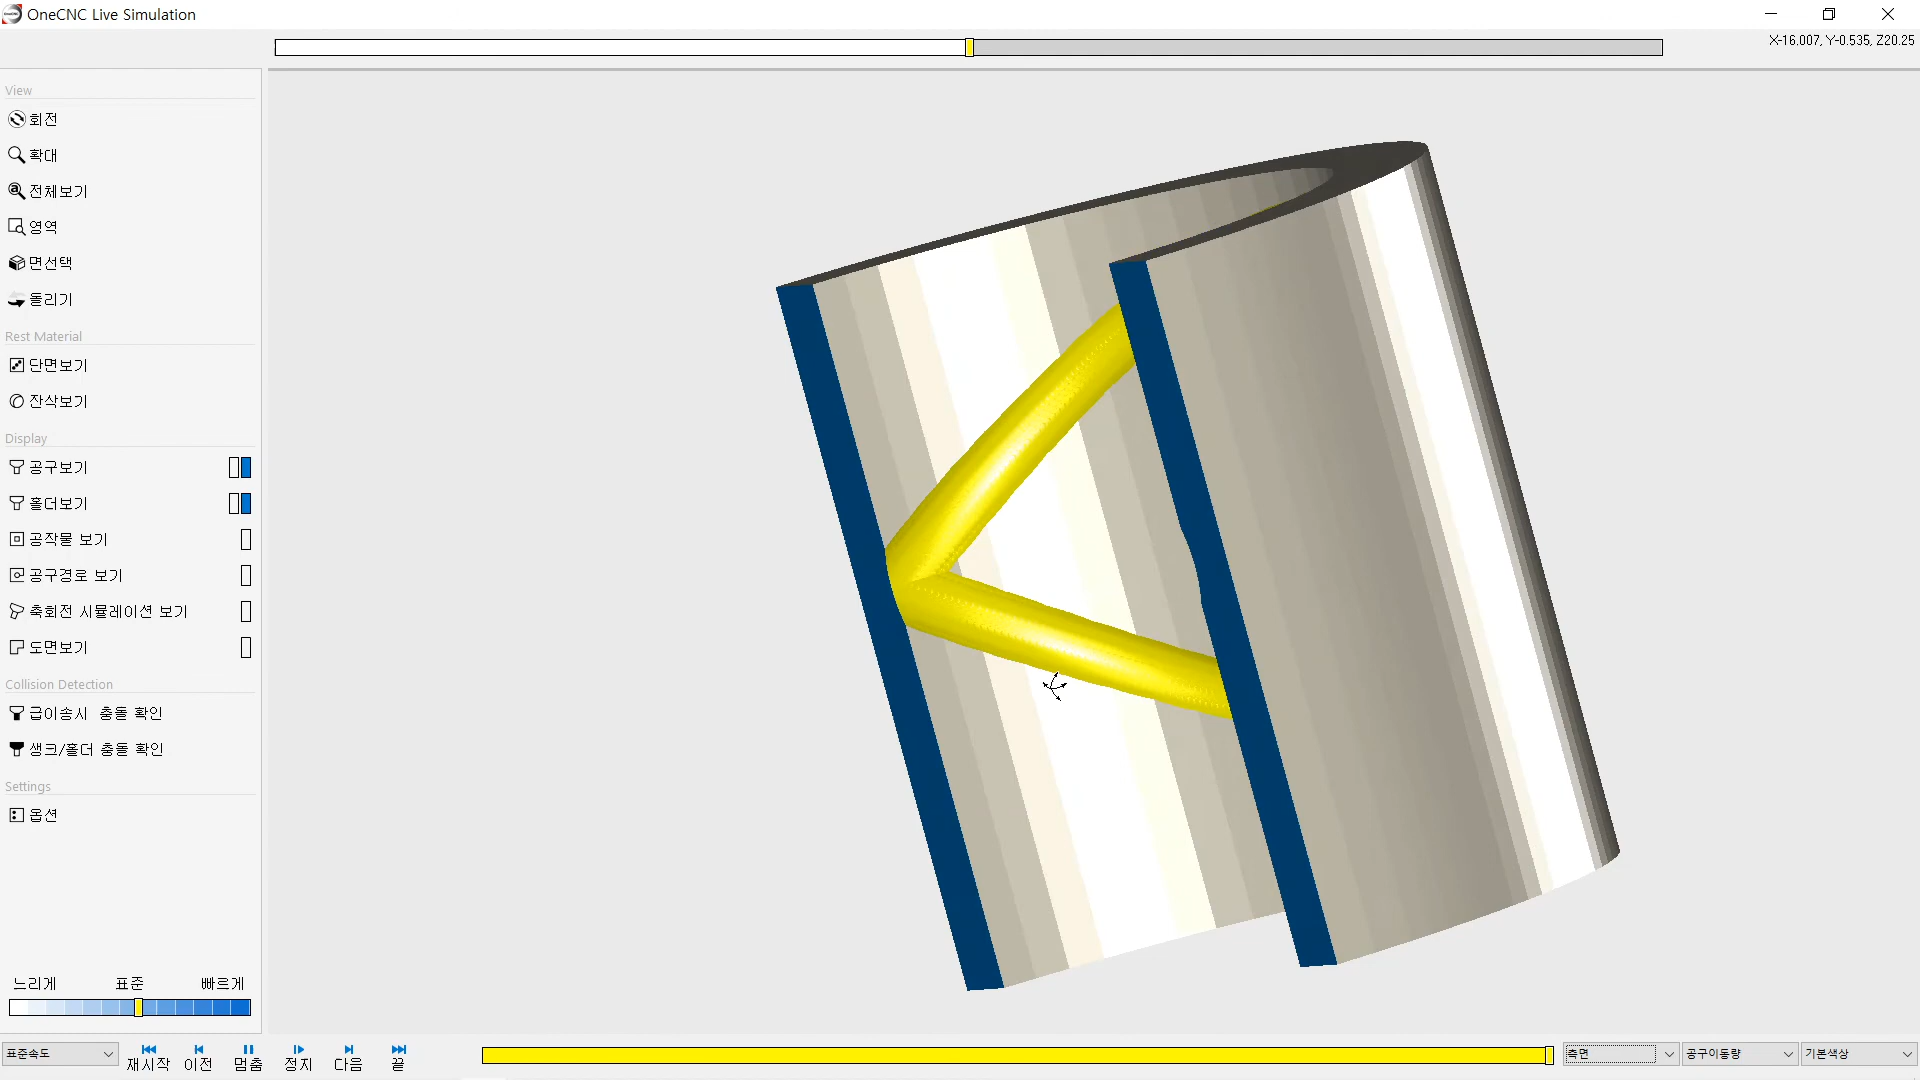 OneCNC Live Simulation
X-16.007, Y-0.535, Z20.25
View
회전
확대
전체보기
영역
면선택
돌리기
Rest Material
단면보기
잔삭보기
Display
공구보기
홀더보기
공작물 보기
공구경로 보기
축회전 시뮬레이션 보기
도면보기
Collision Detection
급이송시 충돌 확인
생크/홀더 충돌 확인
Settings
옵션
느리게 표준 빠르게
표준속도 재시작 이전 멈춤 정지 다음 끝 측면 공구이동량 기본색상